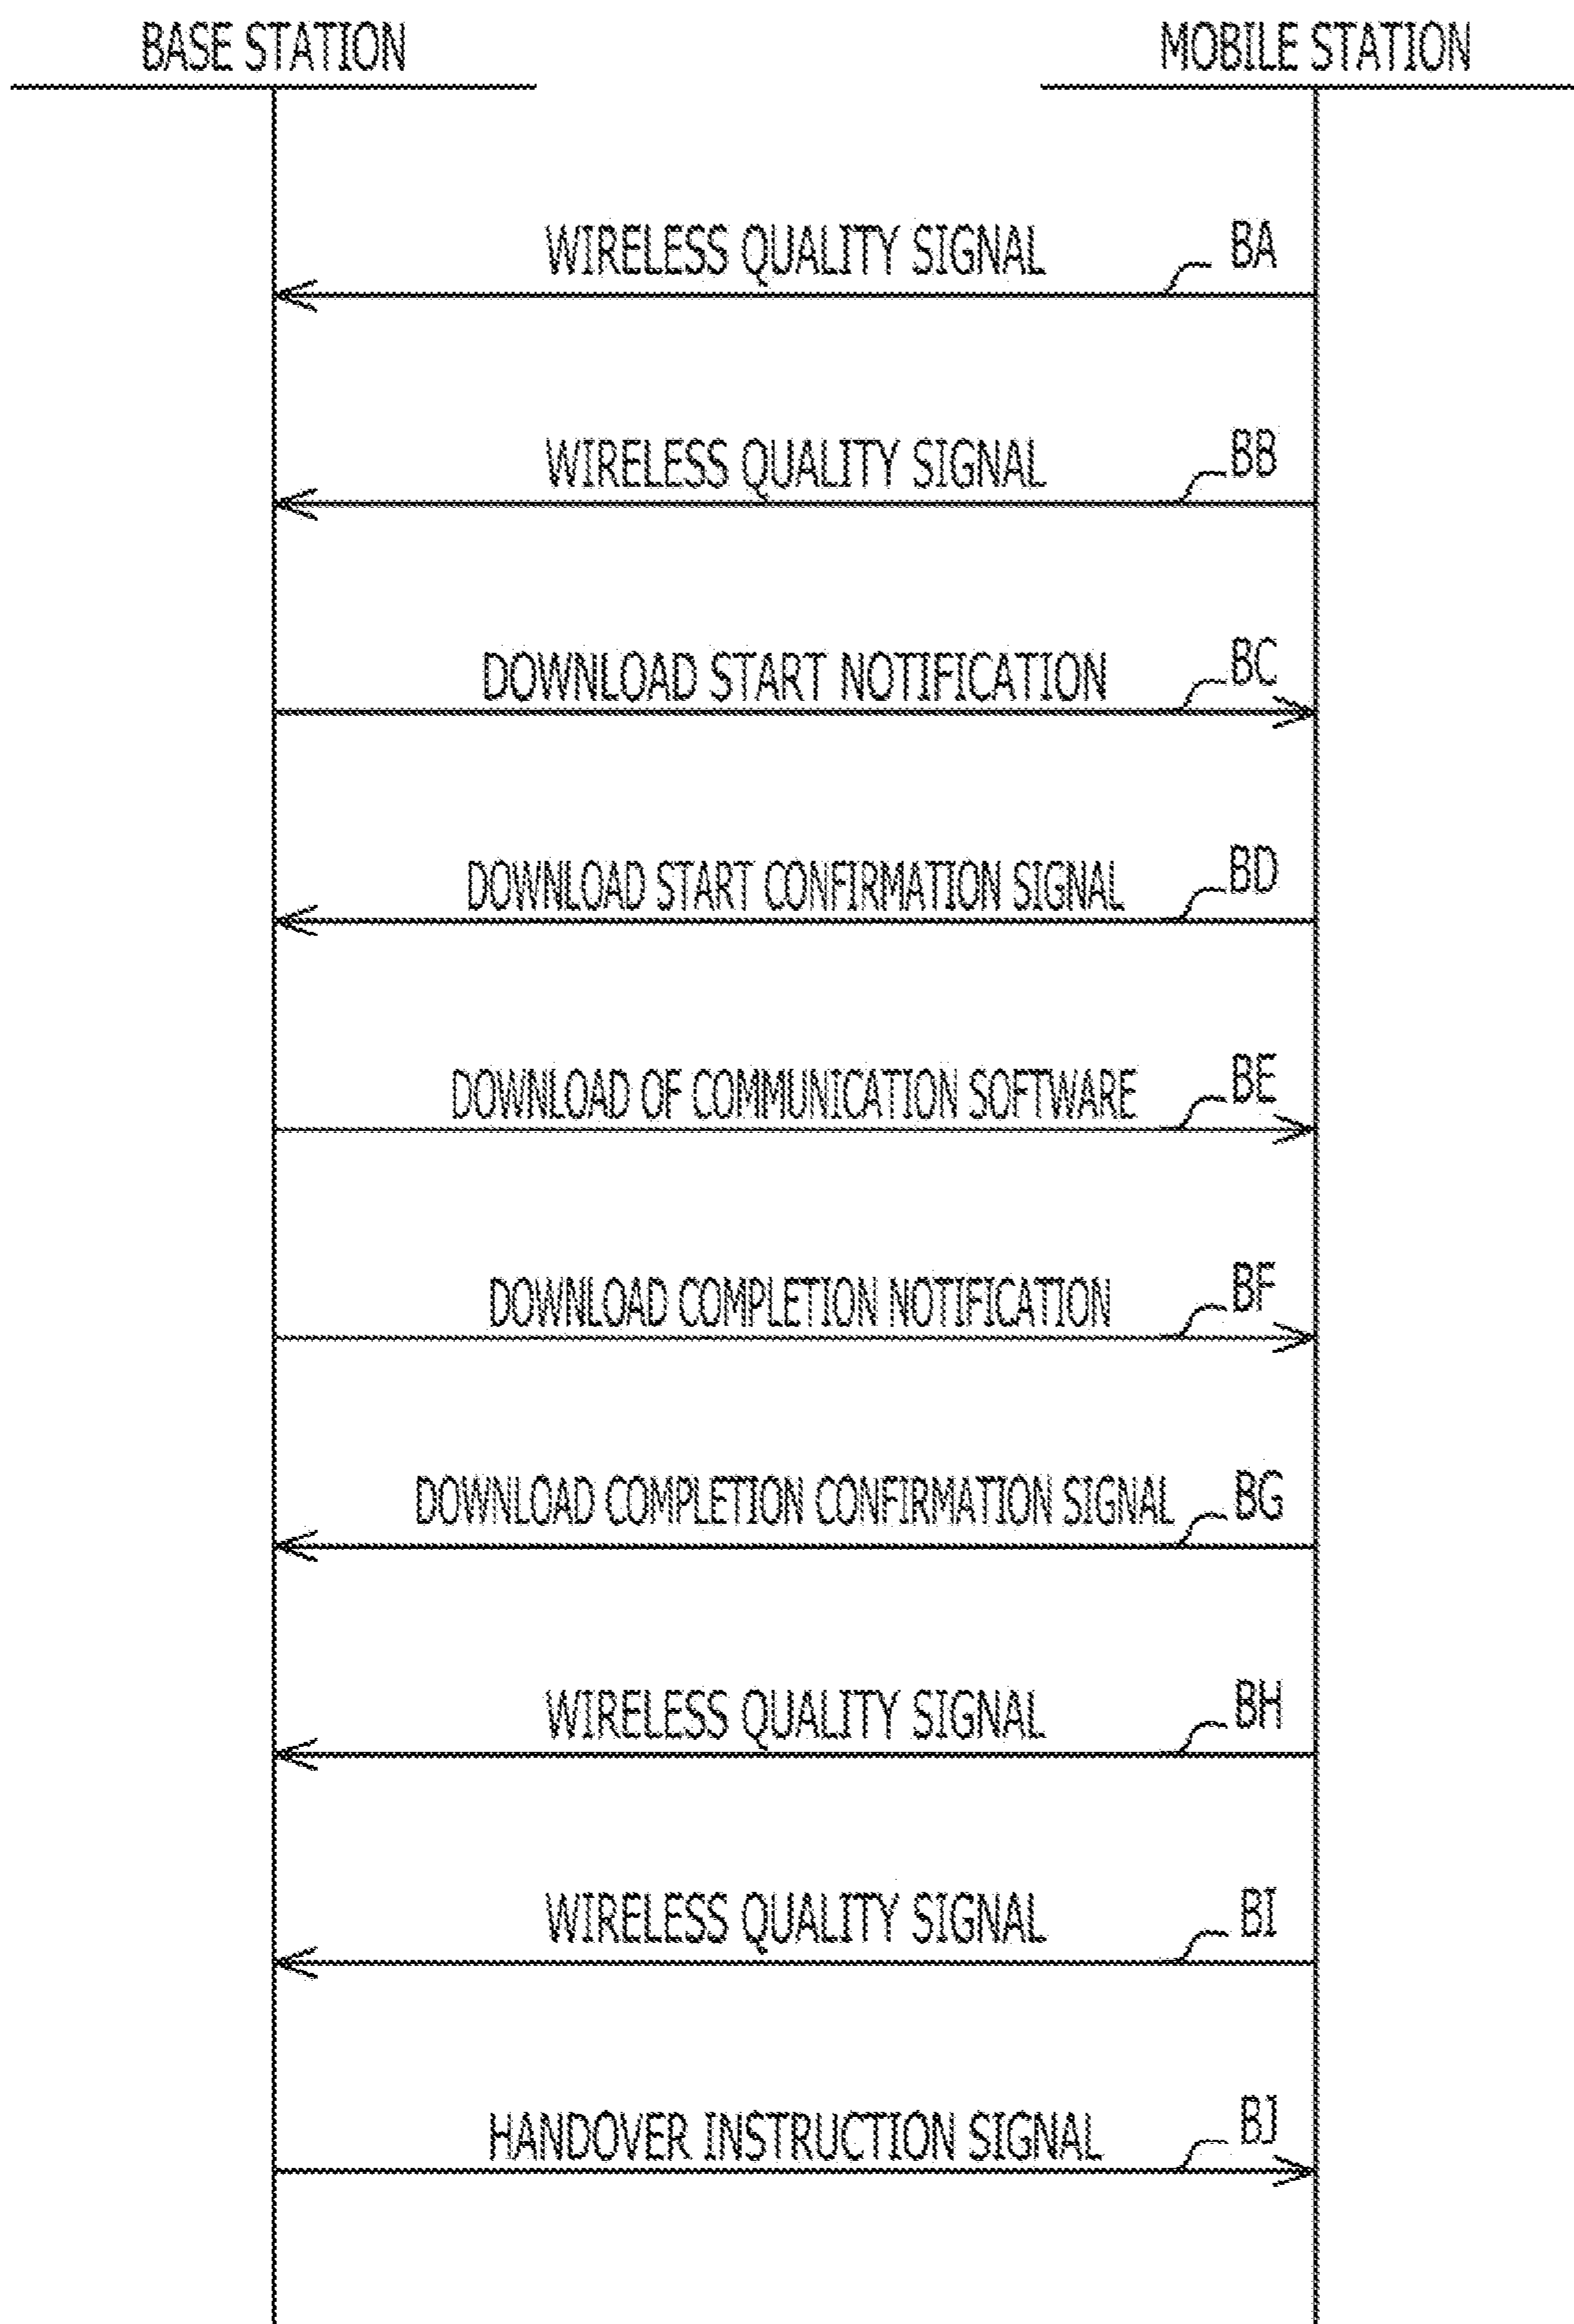 BASE STATION
MOBILE STATION
WIRELESS QUALITY SIGNAL
BA
WIRELESS QUALITY SIGNAL
BB
DOWNLOAD START NOTIFICATION
BC
DOWNLOAD START CONFIRMATION SIGNAL
BD
DOWNLOAD OF COMMUNICATION SOFTWARE
BE
DOWNLOAD COMPLETION NOTIFICATION
BF
DOWNLOAD COMPLETION CONFIRMATION SIGNAL
BG
WIRELESS QUALITY SIGNAL
BH
WIRELESS QUALITY SIGNAL
BI
HANDOVER INSTRUCTION SIGNAL
BJ